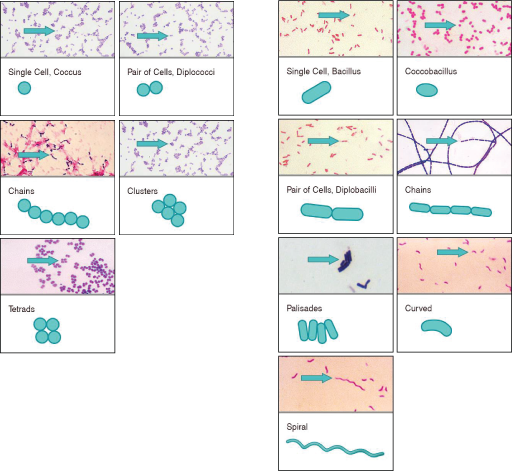 Single Cell, Coccus
Pair of Cells, Diplococci
Chains
Clusters
Tetrads
Single Cell, Bacillus
Coccobacillus
Pair of Cells, Diplobacilli
Chains
Palisades
Curved
Spiral